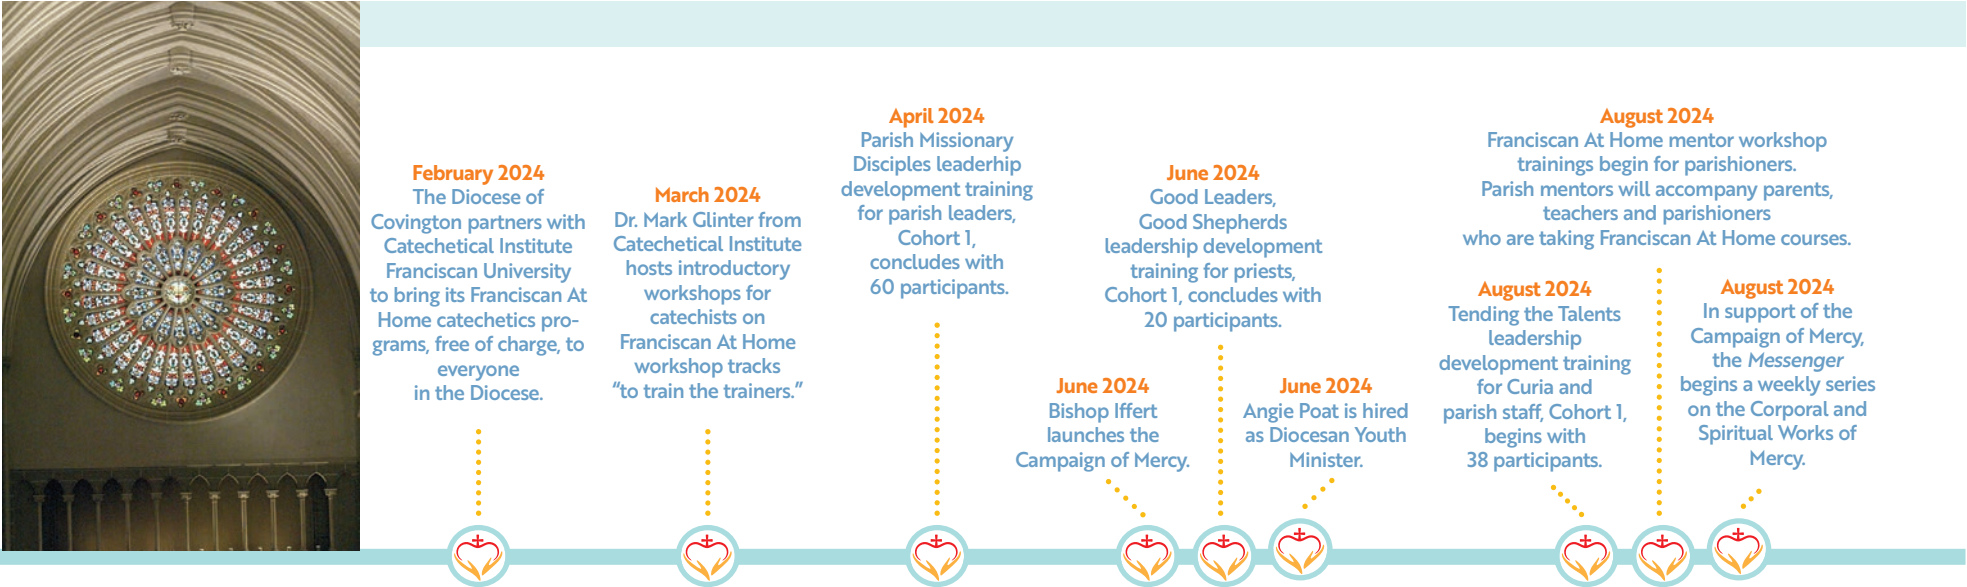 February 2024
The Diocese of
Covington partners with
Catechetical Institute
Franciscan University
to bring its Franciscan At
Home catechetics pro-
grams, free of charge, to
everyone
in the Diocese.
March 2024
Dr. Mark Glinter from
Catechetical Institute
hosts introductory
workshops for
catechists on
Franciscan At Home
workshop tracks
“to train the trainers.”
April 2024
Parish Missionary
Disciples leaderhip
development training
for parish leaders,
Cohort 1,
concludes with
60 participants.
June 2024
Bishop Iffert
launches the
Campaign of Mercy.
June 2024
Good Leaders,
Good Shepherds
leadership development
training for priests,
Cohort 1, concludes with
20 participants.
June 2024
Angie Poat is hired
as Diocesan Youth
Minister.
August 2024
Tending the Talents
leadership
development training
for Curia and
parish staff, Cohort 1,
begins with
38 participants.
August 2024
Franciscan At Home mentor workshop
trainings begin for parishioners.
Parish mentors will accompany parents,
teachers and parishioners
who are taking Franciscan At Home courses.
August 2024
In support of the
Campaign of Mercy,
the Messenger
begins a weekly series
on the Corporal and
Spiritual Works of
Mercy.